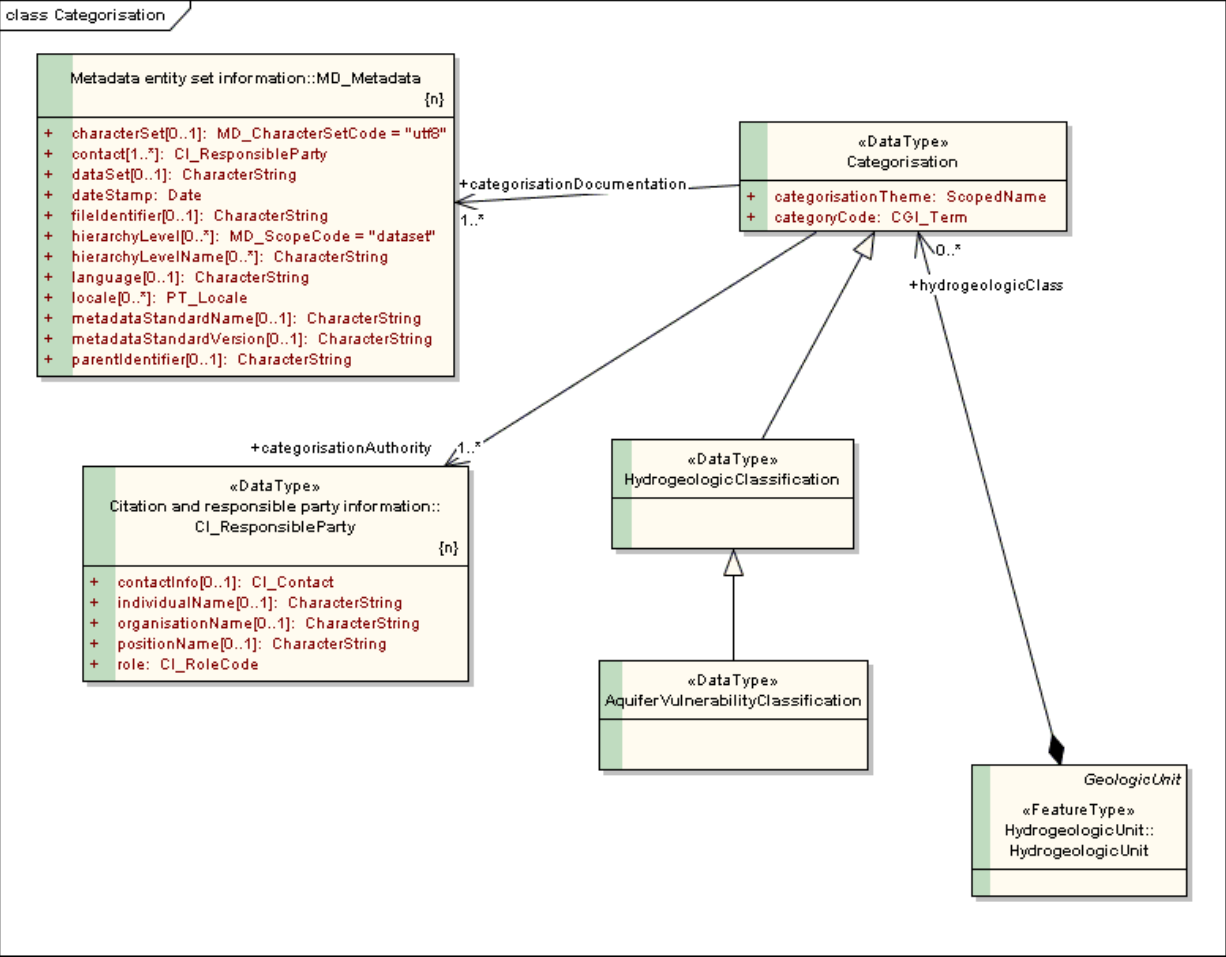 class Categorisation
Metadata entity set information::MD_Metadata
{n}
+ characterSet[0..1]: MD_CharacterSetCode = "utf8"
+ contact[1..*]: CI_ResponsibleParty
+ dataSet[0..1]: CharacterString
+ dateStamp: Date
+ fileIdentifier[0..1]: CharacterString
+ hierarchyLevel[0..*]: MD_ScopeCode = "dataset"
+ hierarchyLevelName[0..*]: CharacterString
+ language[0..1]: CharacterString
+ locale[0..*]: PT_Locale
+ metadataStandardName[0..1]: CharacterString
+ metadataStandardVersion[0..1]: CharacterString
+ parentIdentifier[0..1]: CharacterString
+categorisationDocumentation
1..*
«DataType»
Categorisation
+ categorisationTheme: ScopedName
+ categoryCode: CGI_Term
0..*
+hydrogeologicClass
+categorisationAuthority
1..*
«DataType»
Citation and responsible party information::
CI_ResponsibleParty
{n}
+ contactInfo[0..1]: CI_Contact
+ individualName[0..1]: CharacterString
+ organisationName[0..1]: CharacterString
+ positionName[0..1]: CharacterString
+ role: CI_RoleCode
«DataType»
HydrogeologicClassification
«DataType»
AquiferVulnerabilityClassification
GeologicUnit
«FeatureType»
HydrogeologicUnit::
HydrogeologicUnit